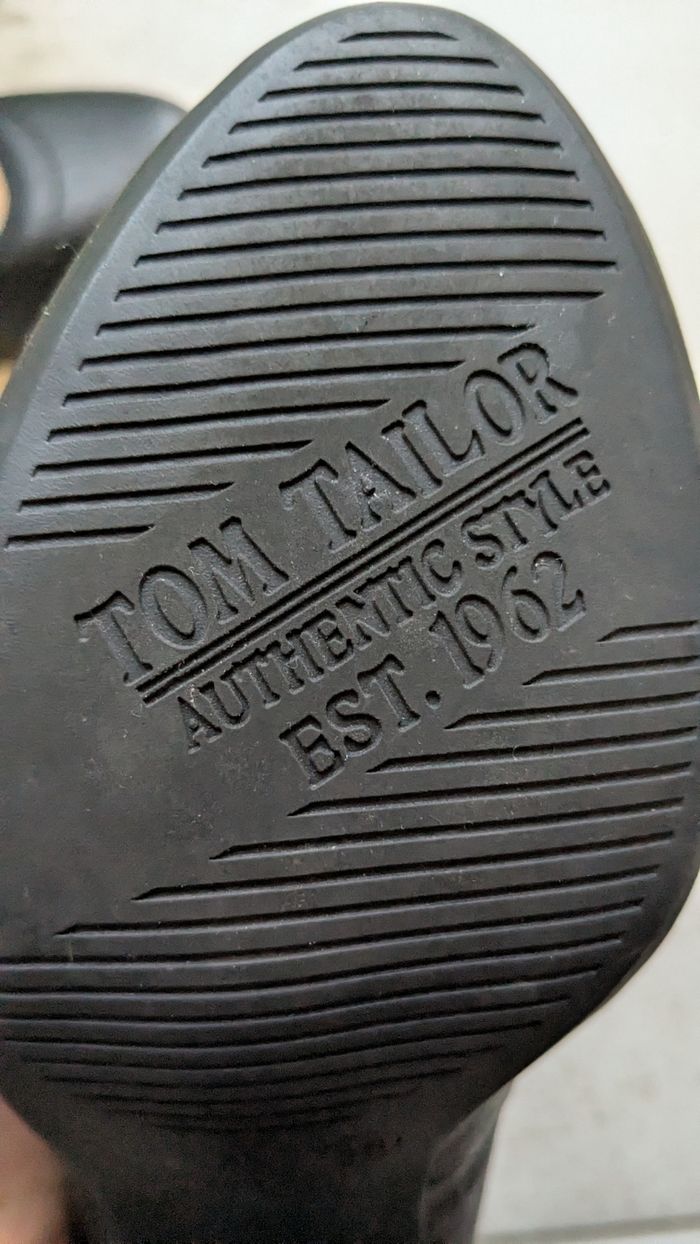 TOM TAILOR
AUTHENTIC STYLE
EST. 1962